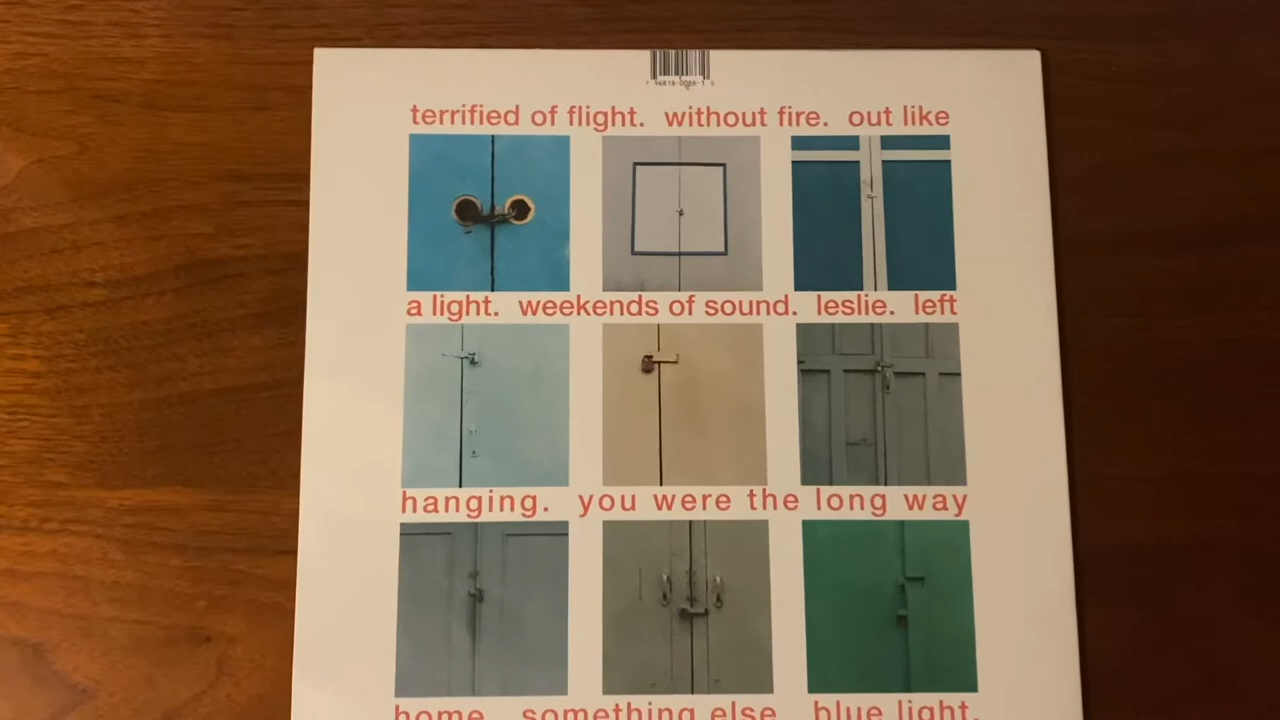 terrified of flight. without fire. out like
a light. weekends of sound. leslie. left
hanging. you were the long way
home. something else. blue light.